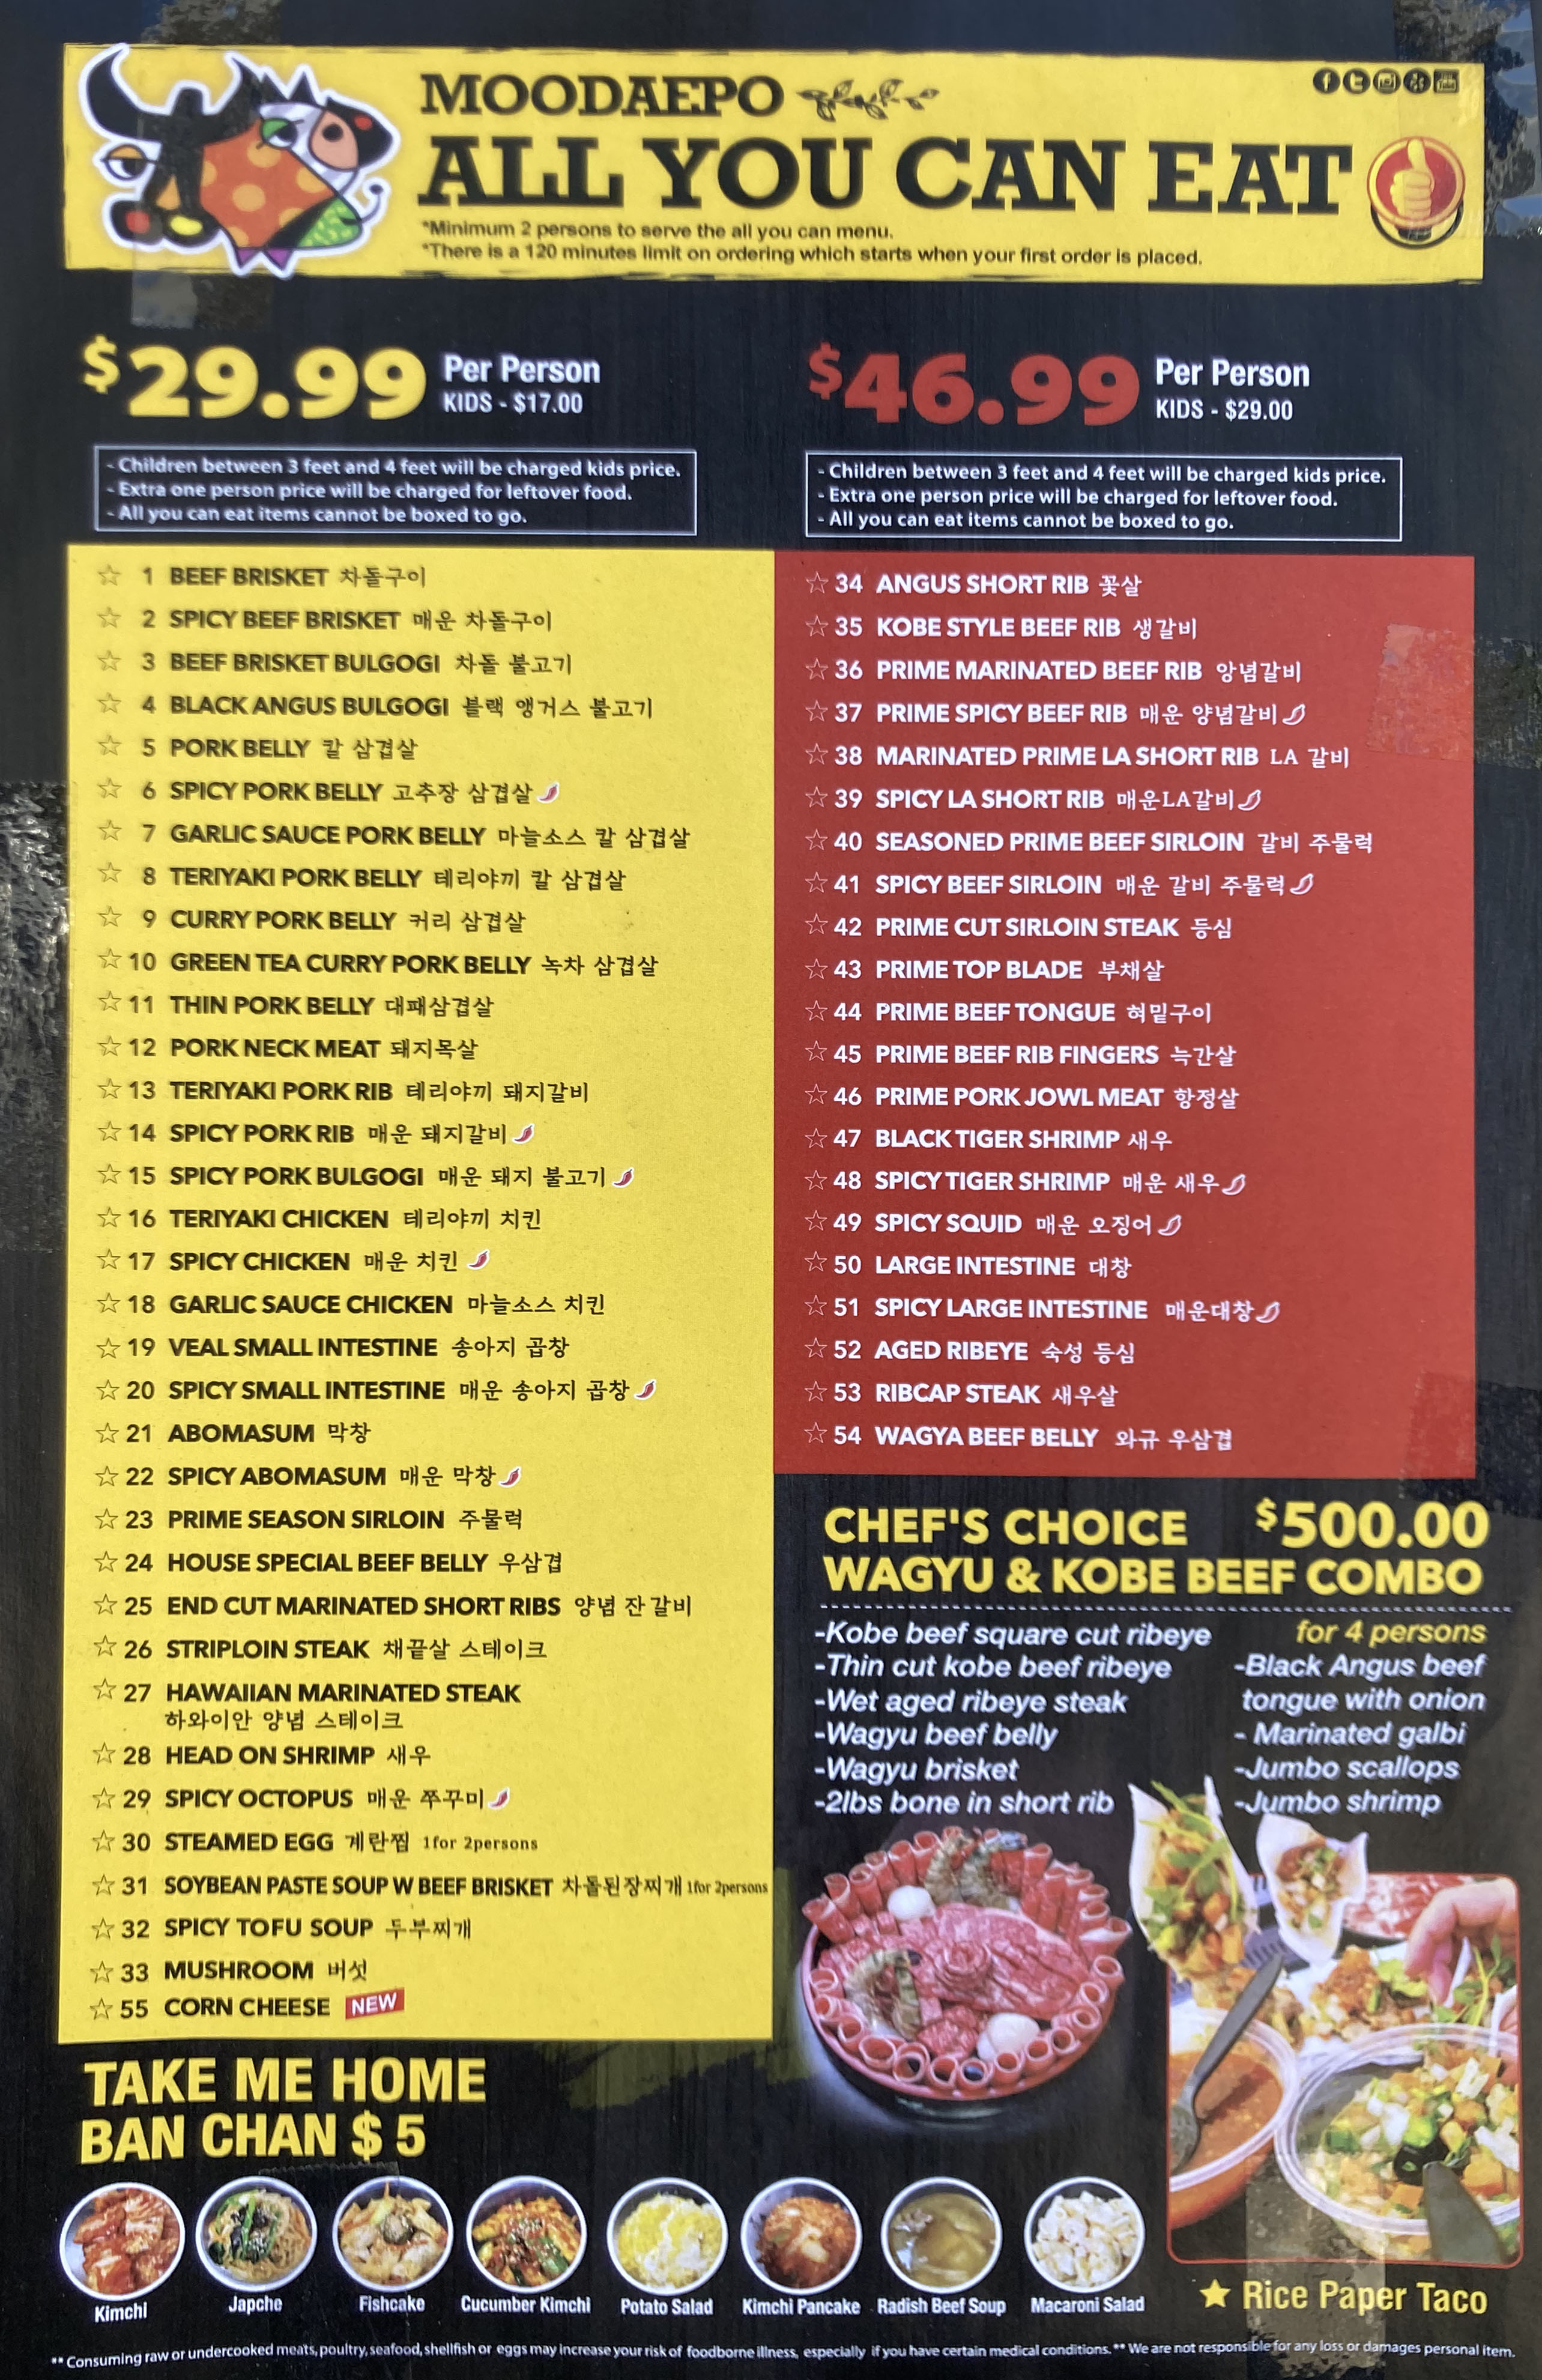 MOODAEPO
ALL YOU CAN EAT
*Minimum 2 persons to serve the all you can menu.
*There is a 120 minutes limit on ordering which starts when your first order is placed.
$29.99 Per Person
KIDS - $17.00
- Children between 3 feet and 4 feet will be charged kids price.
- Extra one person price will be charged for leftover food.
- All you can eat items cannot be boxed to go.
☆ 1 BEEF BRISKET 차돌구이
☆ 2 SPICY BEEF BRISKET 매운 차돌구이
☆ 3 BEEF BRISKET BULGOGI 차돌 불고기
☆ 4 BLACK ANGUS BULGOGI 블랙 앵거스 불고기
☆ 5 PORK BELLY 칼 삼겹살
☆ 6 SPICY PORK BELLY 고추장 삼겹살
☆ 7 GARLIC SAUCE PORK BELLY 마늘소스 칼 삼겹살
☆ 8 TERIYAKI PORK BELLY 테리야끼 칼 삼겹살
☆ 9 CURRY PORK BELLY 커리 삼겹살
☆ 10 GREEN TEA CURRY PORK BELLY 녹차 삼겹살
☆ 11 THIN PORK BELLY 대패삼겹살
☆ 12 PORK NECK MEAT 돼지목살
☆ 13 TERIYAKI PORK RIB 테리야끼 돼지갈비
☆ 14 SPICY PORK RIB 매운 돼지갈비
☆ 15 SPICY PORK BULGOGI 매운 돼지 불고기
☆ 16 TERIYAKI CHICKEN 테리야끼 치킨
☆ 17 SPICY CHICKEN 매운 치킨
☆ 18 GARLIC SAUCE CHICKEN 마늘소스 치킨
☆ 19 VEAL SMALL INTESTINE 송아지 곱창
☆ 20 SPICY SMALL INTESTINE 매운 송아지 곱창
☆ 21 ABOMASUM 막창
☆ 22 SPICY ABOMASUM 매운 막창
☆ 23 PRIME SEASON SIRLOIN 주물럭
☆ 24 HOUSE SPECIAL BEEF BELLY 우삼겹
☆ 25 END CUT MARINATED SHORT RIBS 양념 잔갈비
☆ 26 STRIPLOIN STEAK 채끝살 스테이크
☆ 27 HAWAIIAN MARINATED STEAK
하와이안 양념 스테이크
☆ 28 HEAD ON SHRIMP 새우
☆ 29 SPICY OCTOPUS 매운 쭈꾸미
☆ 30 STEAMED EGG 계란찜 1for 2persons
☆ 31 SOYBEAN PASTE SOUP W BEEF BRISKET 차돌된장찌개 1for 2persons
☆ 32 SPICY TOFU SOUP 두부찌개
☆ 33 MUSHROOM 버섯
☆ 55 CORN CHEESE NEW
$46.99 Per Person
KIDS - $29.00
- Children between 3 feet and 4 feet will be charged kids price.
- Extra one person price will be charged for leftover food.
- All you can eat items cannot be boxed to go.
☆ 34 ANGUS SHORT RIB 꽃살
☆ 35 KOBE STYLE BEEF RIB 생갈비
☆ 36 PRIME MARINATED BEEF RIB 양념갈비
☆ 37 PRIME SPICY BEEF RIB 매운 양념갈비
☆ 38 MARINATED PRIME LA SHORT RIB LA 갈비
☆ 39 SPICY LA SHORT RIB 매운LA갈비
☆ 40 SEASONED PRIME BEEF SIRLOIN 갈비 주물럭
☆ 41 SPICY BEEF SIRLOIN 매운 갈비 주물럭
☆ 42 PRIME CUT SIRLOIN STEAK 등심
☆ 43 PRIME TOP BLADE 부채살
☆ 44 PRIME BEEF TONGUE 혀밑구이
☆ 45 PRIME BEEF RIB FINGERS 늑간살
☆ 46 PRIME PORK JOWL MEAT 항정살
☆ 47 BLACK TIGER SHRIMP 새우
☆ 48 SPICY TIGER SHRIMP 매운 새우
☆ 49 SPICY SQUID 매운 오징어
☆ 50 LARGE INTESTINE 대창
☆ 51 SPICY LARGE INTESTINE 매운대창
☆ 52 AGED RIBEYE 숙성 등심
☆ 53 RIBCAP STEAK 새우살
☆ 54 WAGYA BEEF BELLY 와규 우삼겹
CHEF'S CHOICE $500.00
WAGYU & KOBE BEEF COMBO
-Kobe beef square cut ribeye
-Thin cut kobe beef ribeye
-Wet aged ribeye steak
-Wagyu beef belly
-Wagyu brisket
-2lbs bone in short rib
for 4 persons
-Black Angus beef
tongue with onion
- Marinated galbi
-Jumbo scallops
-Jumbo shrimp
TAKE ME HOME
BAN CHAN $ 5
Kimchi
Japche
Fishcake
Cucumber Kimchi
Potato Salad
Kimchi Pancake
Radish Beef Soup
Macaroni Salad
★ Rice Paper Taco
** Consuming raw or undercooked meats, poultry, seafood, shellfish or eggs may increase your risk of foodborne illness, especially if you have certain medical conditions. ** We are not responsible for any loss or damages personal item.